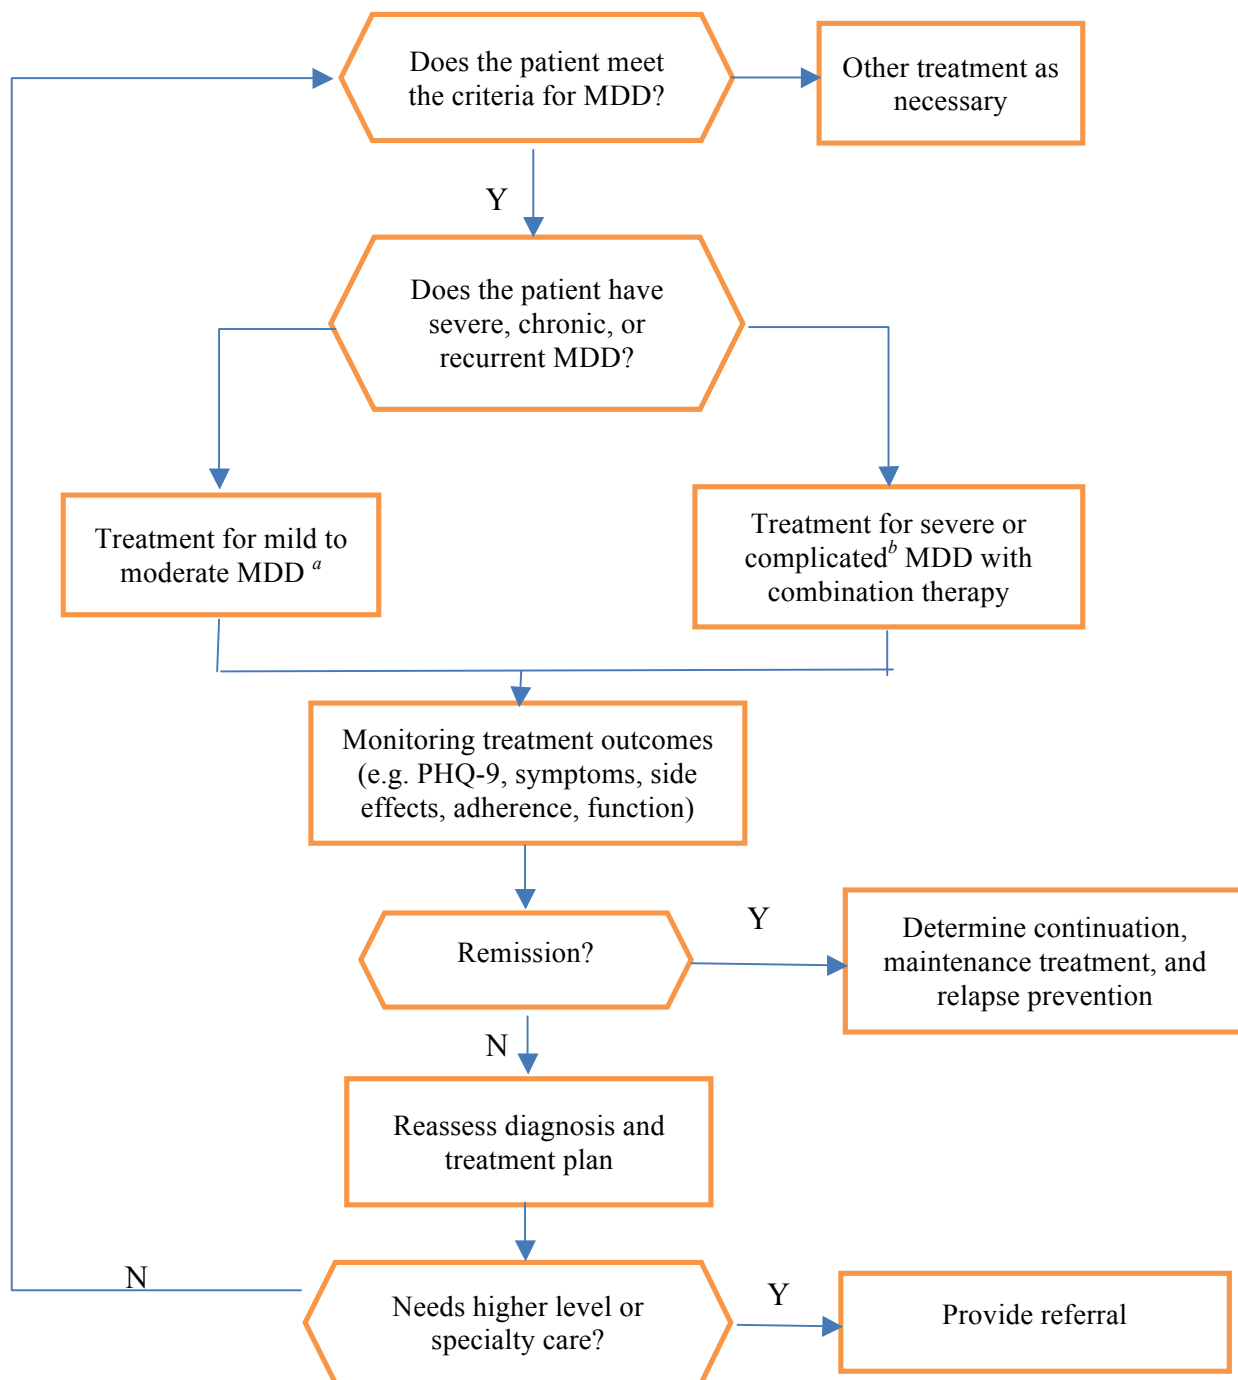 Does the patient meet
the criteria for MDD?
Other treatment as
necessary
Y
Does the patient have
severe, chronic, or
recurrent MDD?
Treatment for mild to
moderate MDD a
Treatment for severe or
complicatedb MDD with
combination therapy
Monitoring treatment outcomes
(e.g. PHQ-9, symptoms, side
effects, adherence, function)
Remission?
Y
Determine continuation,
maintenance treatment, and
relapse prevention
N
Reassess diagnosis and
treatment plan
N
Needs higher level or
specialty care?
Y
Provide referral